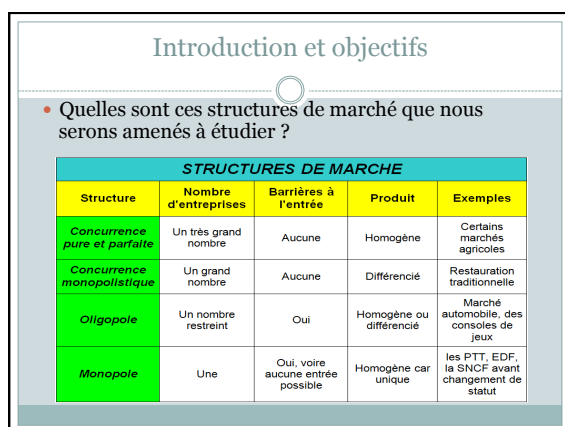 Introduction et objectifs
• Quelles sont ces structures de marché que nous
serons amenés à étudier ?
STRUCTURES DE MARCHE
Structure
Nombre
d'entreprises
Barrières à
l'entrée
Produit
Exemples
Concurrence
pure et parfaite
Un très grand
nombre
Aucune
Homogène
Certains
marchés
agricoles
Concurrence
monopolistique
Un grand
nombre
Aucune
Différencié
Restauration
traditionnelle
Oligopole
Un nombre
restreint
Oui
Homogène ou
différencié
Marché
automobile, des
consoles de
jeux
Monopole
Une
Oui, voire
aucune entrée
possible
Homogène car
unique
les PTT, EDF,
la SNCF avant
changement de
statut